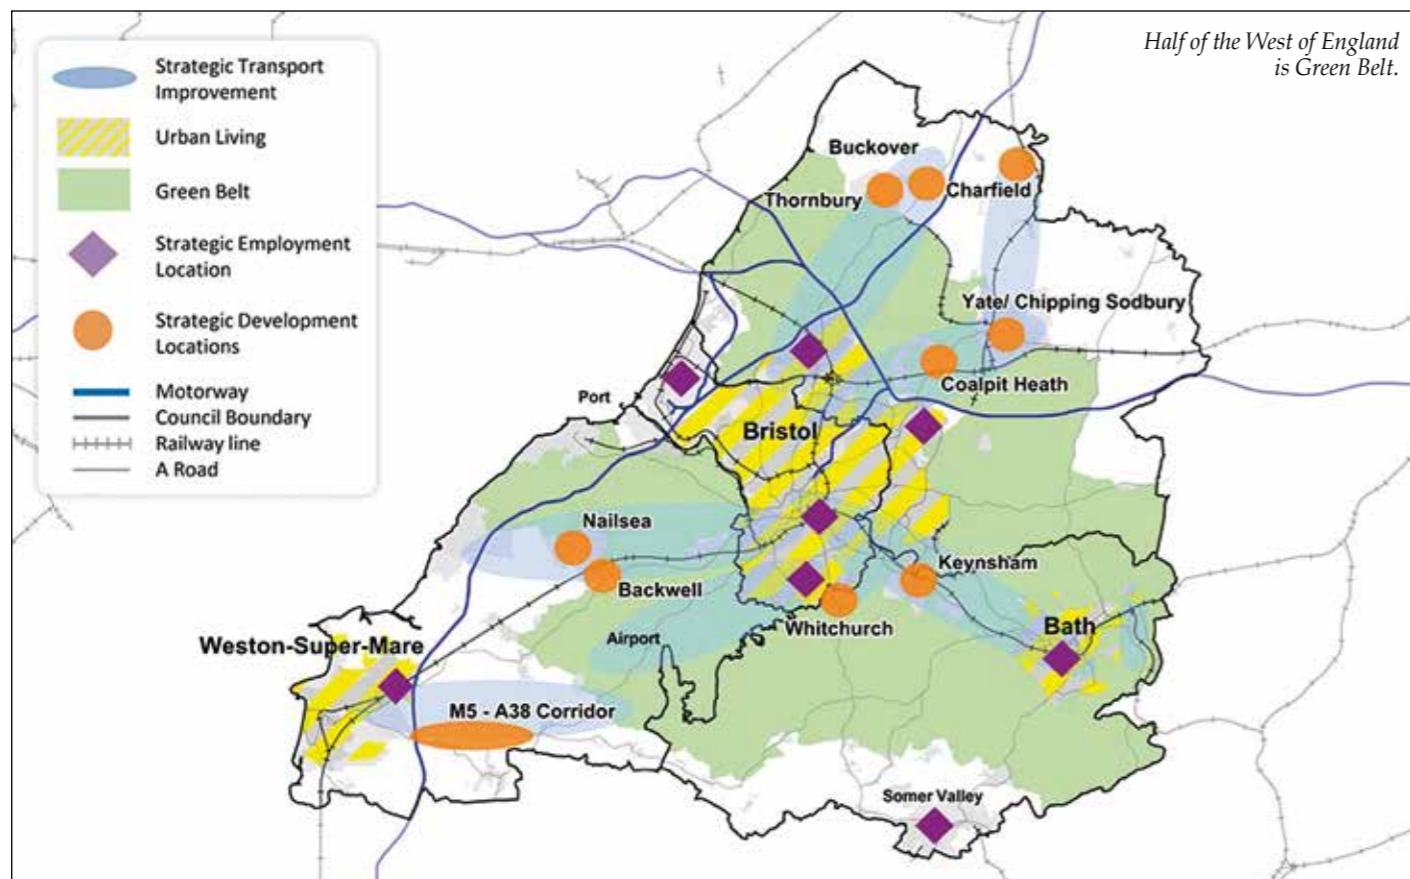 Half of the West of England
is Green Belt.
Strategic Transport
Improvement
Urban Living
Green Belt
Strategic Employment
Location
Strategic Development
Locations
Motorway
Council Boundary
Railway line
A Road
Buckover
Thornbury
Charfield
Yate/ Chipping Sodbury
Coalpit Heath
Port
Bristol
Nailsea
Backwell
Keynsham
Whitchurch
Airport
Bath
Weston-Super-Mare
M5 - A38 Corridor
Somer Valley